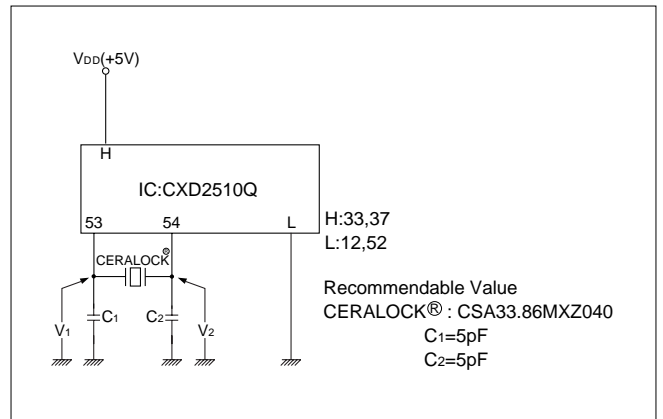 VDD(+5V)
H
IC:CXD2510Q
53 54 L
H:33,37
L:12,52
CERALOCK®
V1 C1 C2 V2
Recommendable Value
CERALOCK® : CSA33.86MXZ040
C1=5pF
C2=5pF